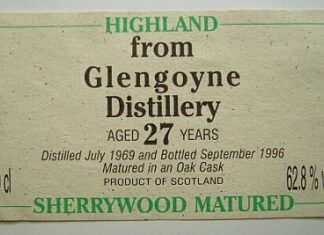 HIGHLAND
from
Glengoyne
Distillery
AGED 27 YEARS
Distilled July 1969 and Bottled September 1996
Matured in an Oak Cask
PRODUCT OF SCOTLAND
cl
62.8 %
SHERRYWOOD MATURED